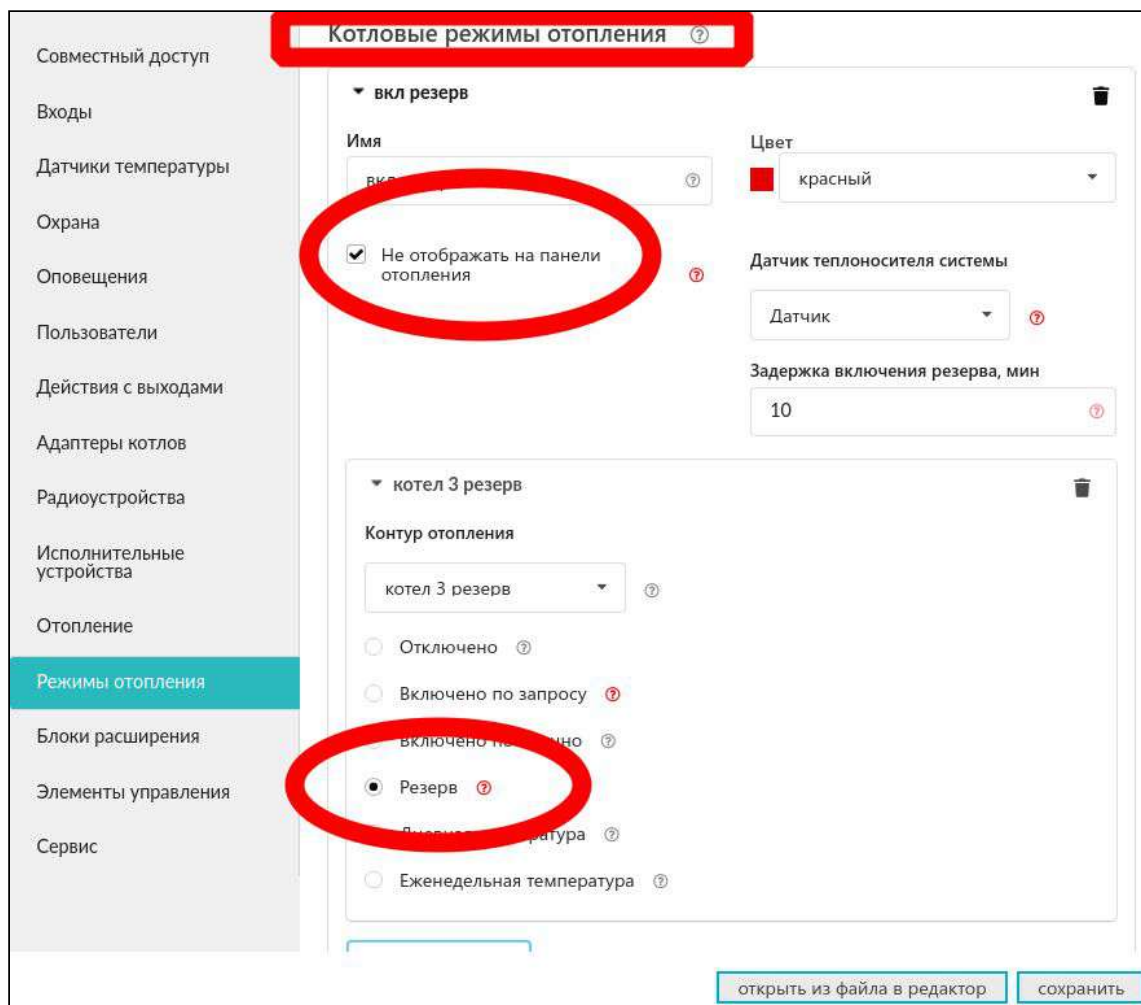 Котловые режимы отопления
Совместный доступ
Входы
Датчики температуры
Охрана
Оповещения
Пользователи
Действия с выходами
Адаптеры котлов
Радиоустройства
Исполнительные
устройства
Отопление
Режимы отопления
Блоки расширения
Элементы управления
Сервис
вкл резерв
Имя
Цвет
красный
Не отображать на панели
отопления
Датчик теплоносителя системы
Датчик
Задержка включения резерва, мин
10
котел 3 резерв
Контур отопления
котел 3 резерв
Отключено
Включено по запросу
Включено
Резерв
Еженедельная температура
открыть из файла в редактор
сохранить